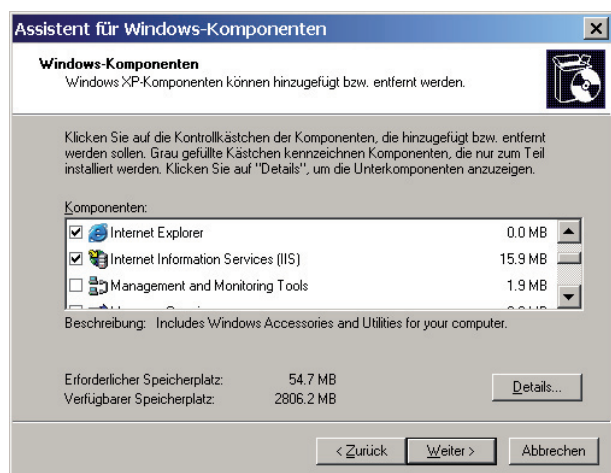 Assistent für Windows-Komponenten
Windows-Komponenten
Windows XP-Komponenten können hinzugefügt bzw. entfernt werden.
Klicken Sie auf die Kontrollkästchen der Komponenten, die hinzugefügt bzw. entfernt
werden sollen. Grau gefüllte Kästchen kennzeichnen Komponenten, die nur zum Teil
installiert werden. Klicken Sie auf "Details", um die Unterkomponenten anzuzeigen.
Komponenten:
Internet Explorer 0.0 MB
Internet Information Services (IIS) 15.9 MB
Management and Monitoring Tools 1.9 MB
Beschreibung: Includes Windows Accessories and Utilities for your computer.
Erforderlicher Speicherplatz: 54.7 MB
Verfügbarer Speicherplatz: 2806.2 MB
Details...
< Zurück Weiter > Abbrechen